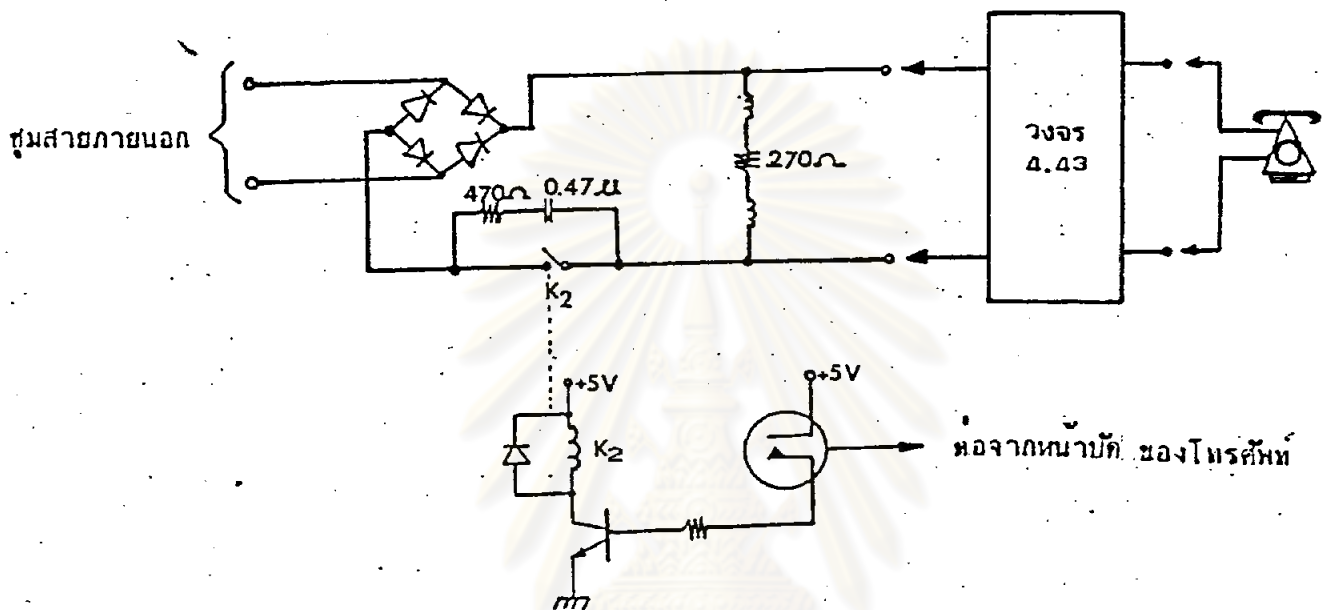 ชุมสายภายนอก
470Ω 0.47μ
K2
270Ω
วงจร
4.43
+5V
K2
+5V
ต่อจากหน้าปัด ของโทรศัพท์